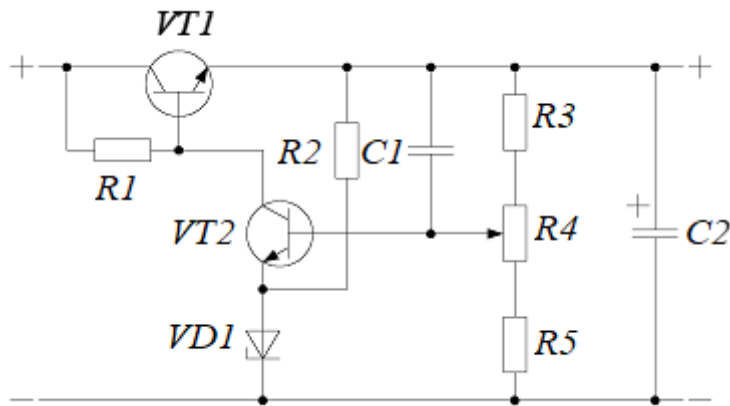 VT1
+
+
R1
R2
C1
R3
VT2
R4
+
C2
VD1
R5
−
−